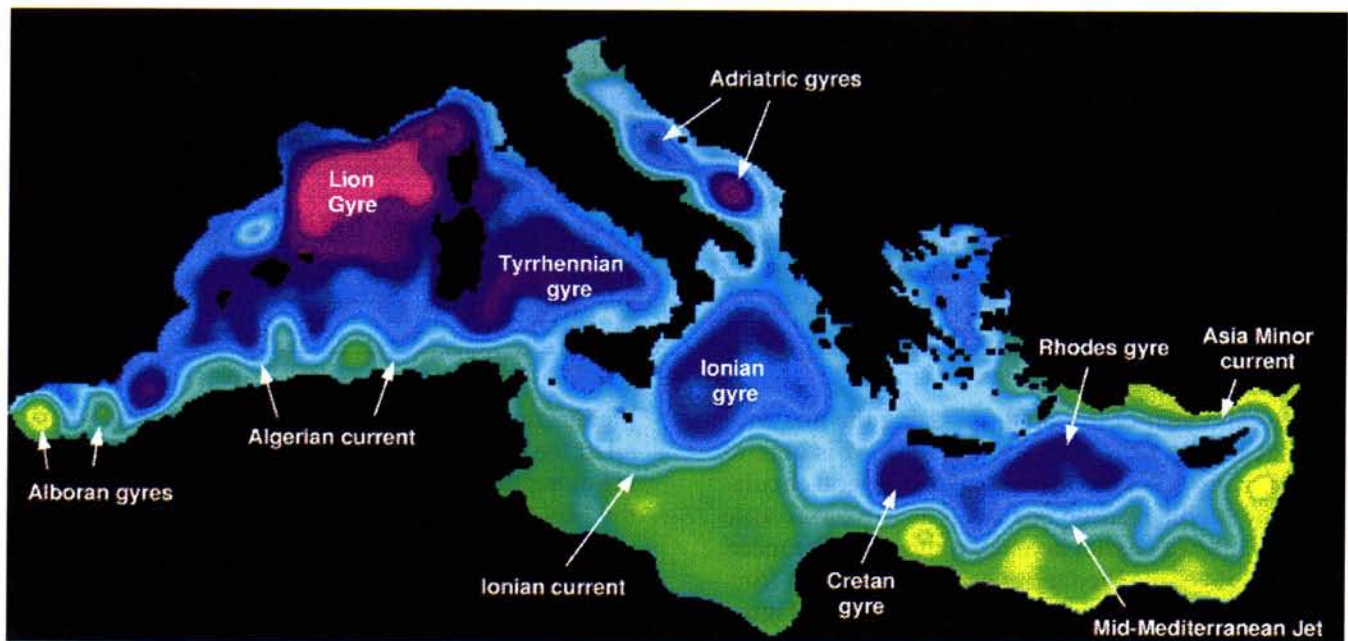 Adriatric gyres
Lion
Gyre
Tyrrhennian
gyre
Ionian
gyre
Rhodes gyre
Asia Minor
current
Algerian current
Alboran gyres
Ionian current
Cretan
gyre
Mid-Mediterranean Jet